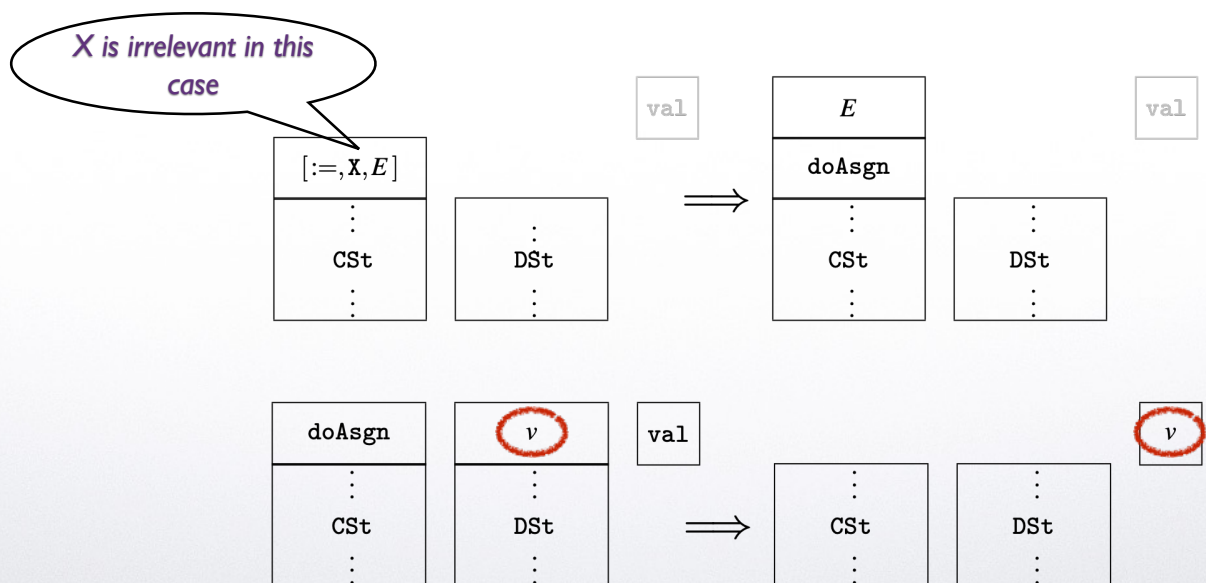 X is irrelevant in this
case
val
E
val
[:=,X,E]
doAsgn
⟹
CSt
DSt
CSt
DSt
doAsgn
v
val
v
CSt
DSt
⟹
CSt
DSt